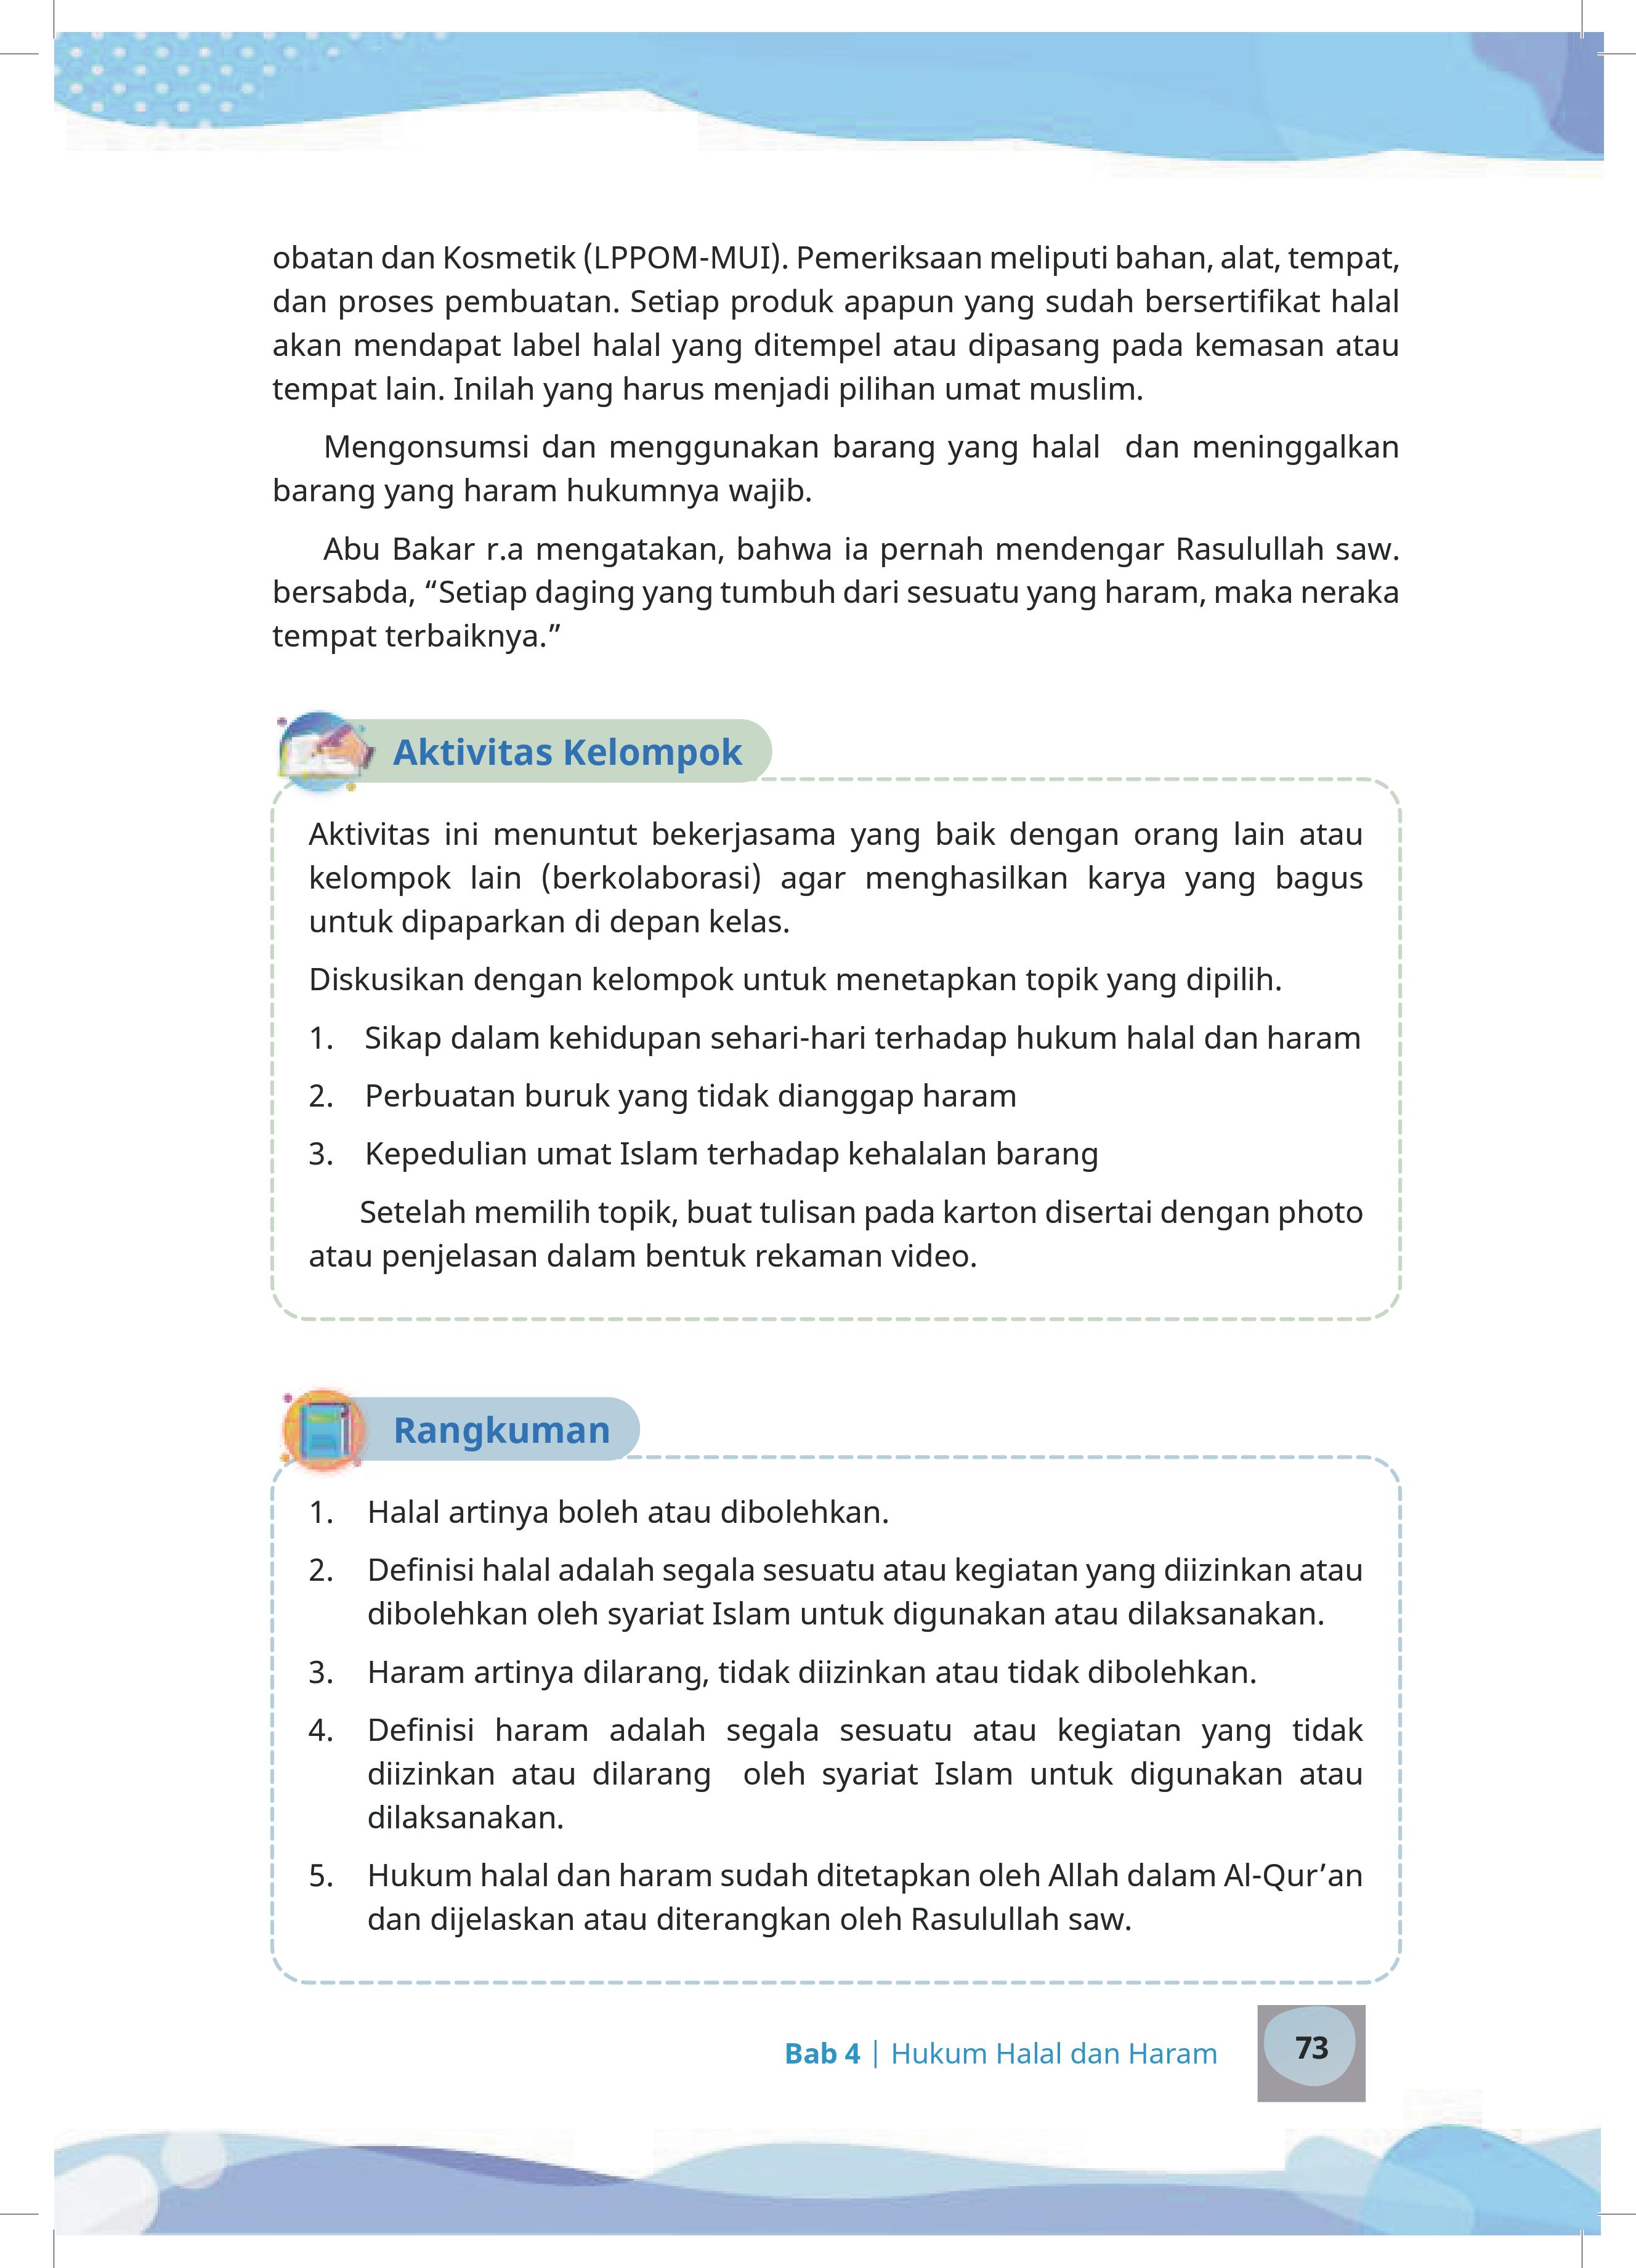 obatan dan Kosmetik (LPPOM-MUI). Pemeriksaan meliputi bahan, alat, tempat,
dan proses pembuatan. Setiap produk apapun yang sudah bersertifikat halal
akan mendapat label halal yang ditempel atau dipasang pada kemasan atau
tempat lain. Inilah yang harus menjadi pilihan umat muslim.
Mengonsumsi dan menggunakan barang yang halal dan meninggalkan
barang yang haram hukumnya wajib.
Abu Bakar r.a mengatakan, bahwa ia pernah mendengar Rasulullah saw.
bersabda, “Setiap daging yang tumbuh dari sesuatu yang haram, maka neraka
tempat terbaiknya.”
Aktivitas Kelompok
Aktivitas ini menuntut bekerjasama yang baik dengan orang lain atau
kelompok lain (berkolaborasi) agar menghasilkan karya yang bagus
untuk dipaparkan di depan kelas.
Diskusikan dengan kelompok untuk menetapkan topik yang dipilih.
1. Sikap dalam kehidupan sehari-hari terhadap hukum halal dan haram
2. Perbuatan buruk yang tidak dianggap haram
3. Kepedulian umat Islam terhadap kehalalan barang
Setelah memilih topik, buat tulisan pada karton disertai dengan photo
atau penjelasan dalam bentuk rekaman video.
Rangkuman
1. Halal artinya boleh atau dibolehkan.
2. Definisi halal adalah segala sesuatu atau kegiatan yang diizinkan atau
dibolehkan oleh syariat Islam untuk digunakan atau dilaksanakan.
3. Haram artinya dilarang, tidak diizinkan atau tidak dibolehkan.
4. Definisi haram adalah segala sesuatu atau kegiatan yang tidak
diizinkan atau dilarang oleh syariat Islam untuk digunakan atau
dilaksanakan.
5. Hukum halal dan haram sudah ditetapkan oleh Allah dalam Al-Qur’an
dan dijelaskan atau diterangkan oleh Rasulullah saw.
Bab 4 | Hukum Halal dan Haram 73